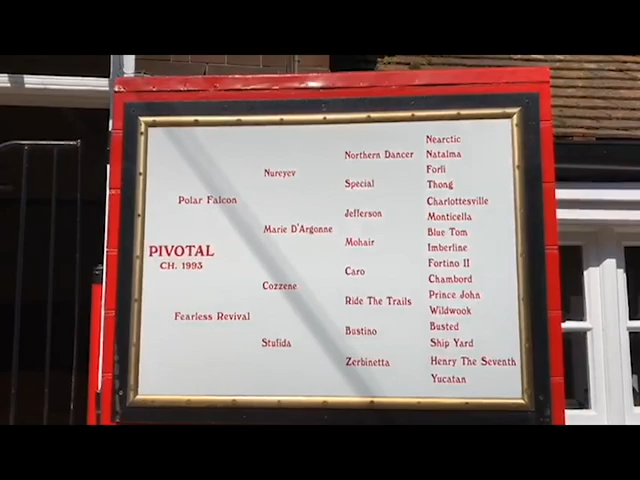 Nearctic
Northern Dancer Natalma
Nureyev Forli
Special Thong
Polar Falcon Charlottesville
Jefferson Monticella
Marie D'Argonne Blue Tom
Mohair Imberline
PIVOTAL
CH. 1993
Fortino II
Caro Chambord
Cozzene Prince John
Ride The Trails Wildwook
Fearless Revival Busted
Bustino Ship Yard
Stufida Henry The Seventh
Zerbinetta Yucatan